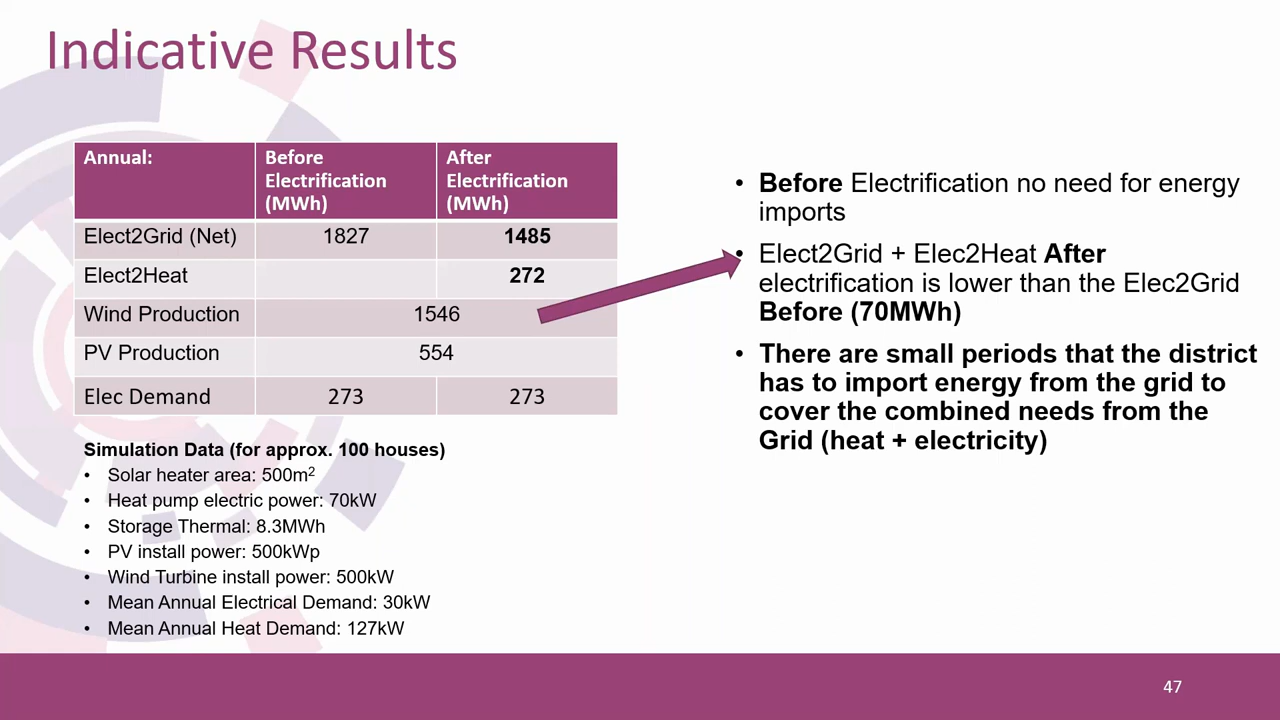 Indicative Results
Annual: Before Electrification (MWh) After Electrification (MWh)
Elect2Grid (Net) 1827 1485
Elect2Heat 272
Wind Production 1546
PV Production 554
Elec Demand 273 273
Simulation Data (for approx. 100 houses)
• Solar heater area: 500m²
• Heat pump electric power: 70kW
• Storage Thermal: 8.3MWh
• PV install power: 500kWp
• Wind Turbine install power: 500kW
• Mean Annual Electrical Demand: 30kW
• Mean Annual Heat Demand: 127kW
• Before Electrification no need for energy
imports
• Elect2Grid + Elec2Heat After
electrification is lower than the Elec2Grid
Before (70MWh)
• There are small periods that the district
has to import energy from the grid to
cover the combined needs from the
Grid (heat + electricity)
47